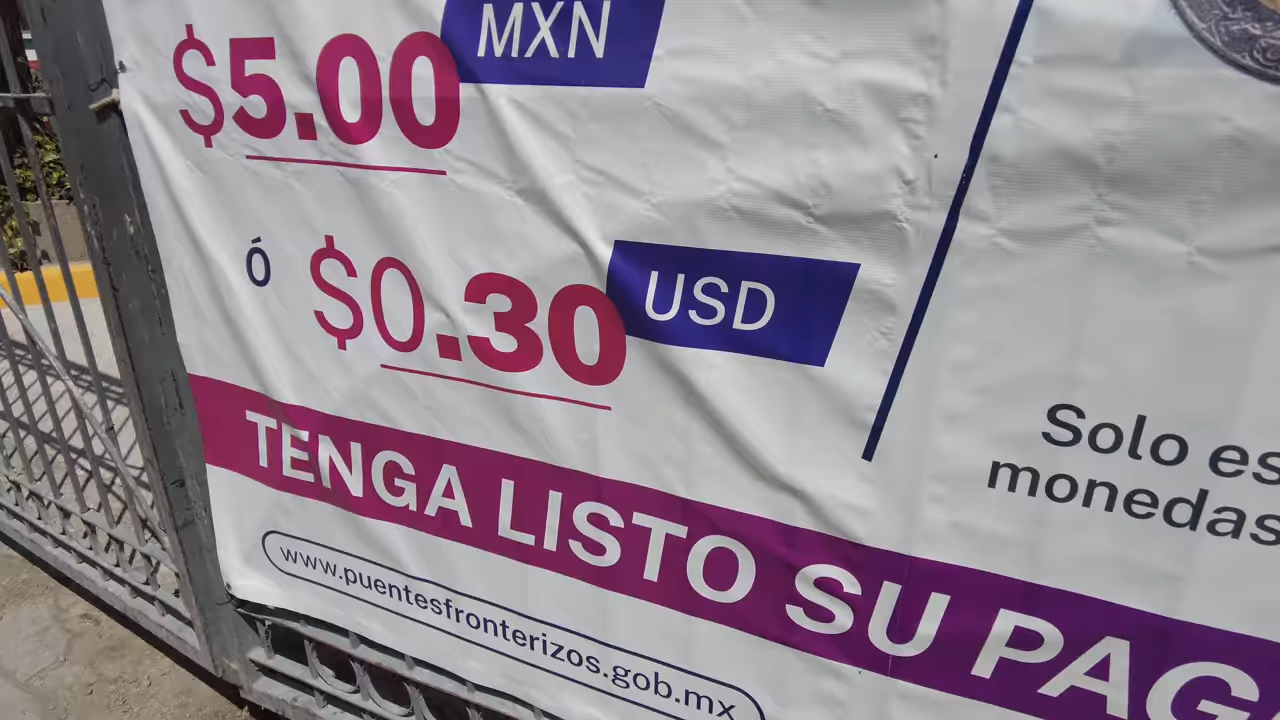 $5.00 MXN
ó $0.30 USD
Solo
monedas
TENGA LISTO SU
www.puentesfronterizos.gob.mx